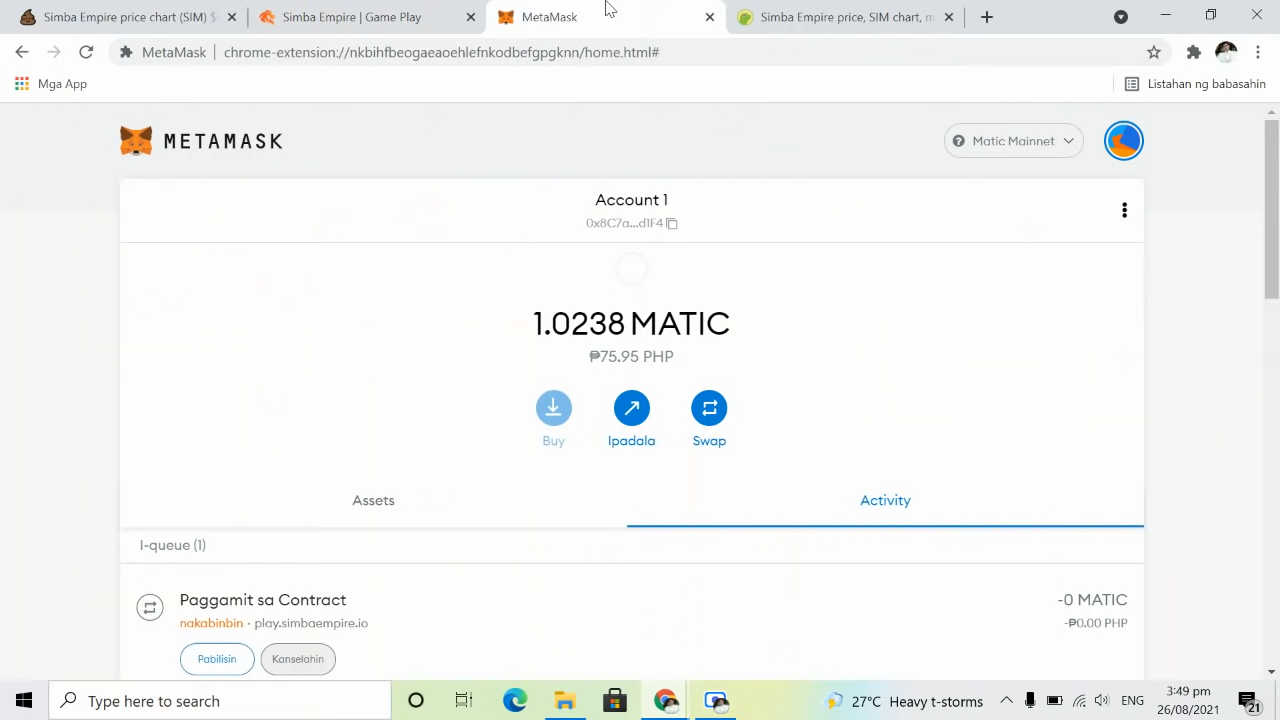 Simba Empire chart (SIM) $
Simba Empire | Game Play
MetaMask
Simba Empire price, SIM chart, m
MetaMask
chrome-extension://nkbihfbeogaeaoehlefnkodbefgpgknn/home.html#
Mga App
Listahan ng babasahin
METAMASK
Matic Mainnet
Account 1
0x8C7a...d1F4
1.0238 MATIC
₱75.95 PHP
Buy
Ipadala
Swap
Assets
Activity
I-queue (1)
Paggamit sa Contract
-0 MATIC
nakabinbin · play.simbaempire.io
-₱0.00 PHP
Pabilisin
Kanselahin
Type here to search
27°C Heavy t-storms
ENG
3:49 pm
26/08/2021
21